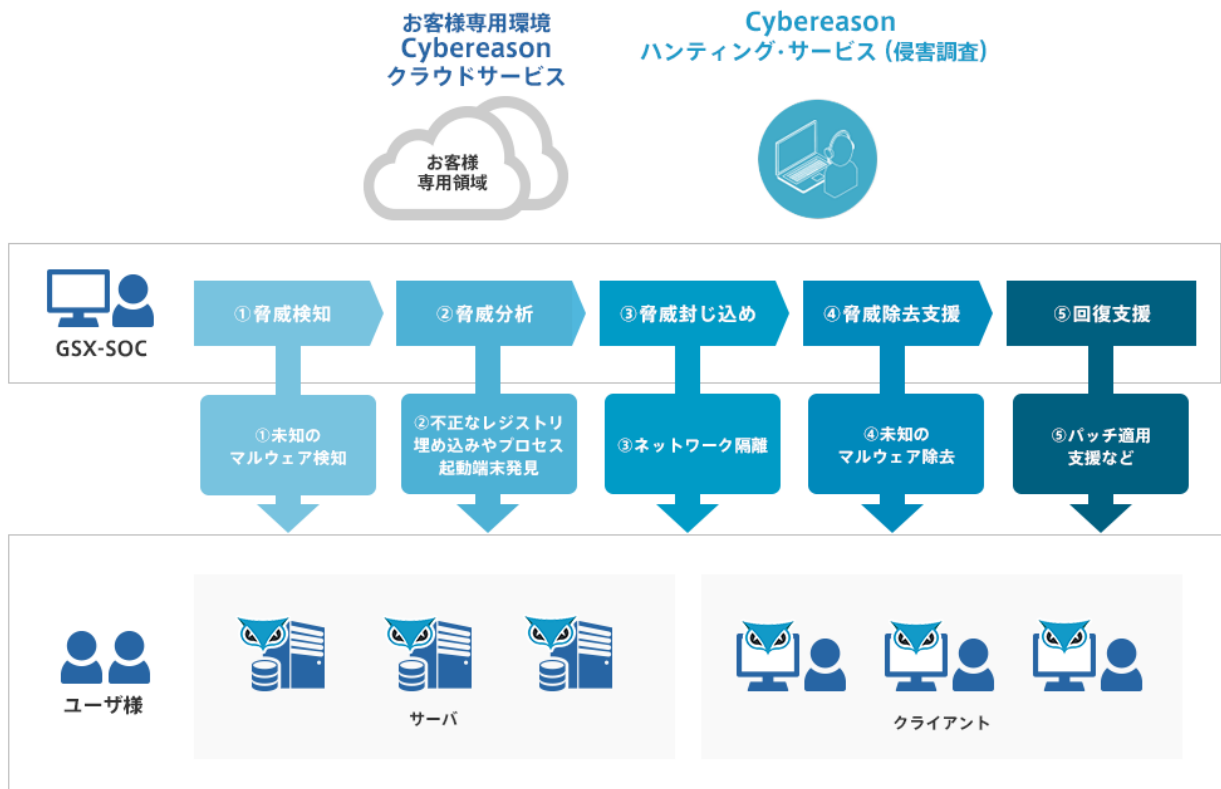 お客様専用環境
Cybereason
クラウドサービス
Cybereason
ハンティング・サービス（侵害調査）
お客様
専用領域
GSX-SOC
①脅威検知
②脅威分析
③脅威封じ込め
④脅威除去支援
⑤回復支援
①未知の
マルウェア検知
②不正なレジストリ
埋め込みやプロセス
起動端末発見
③ネットワーク隔離
④未知の
マルウェア除去
⑤パッチ適用
支援など
ユーザ様
サーバ
クライアント